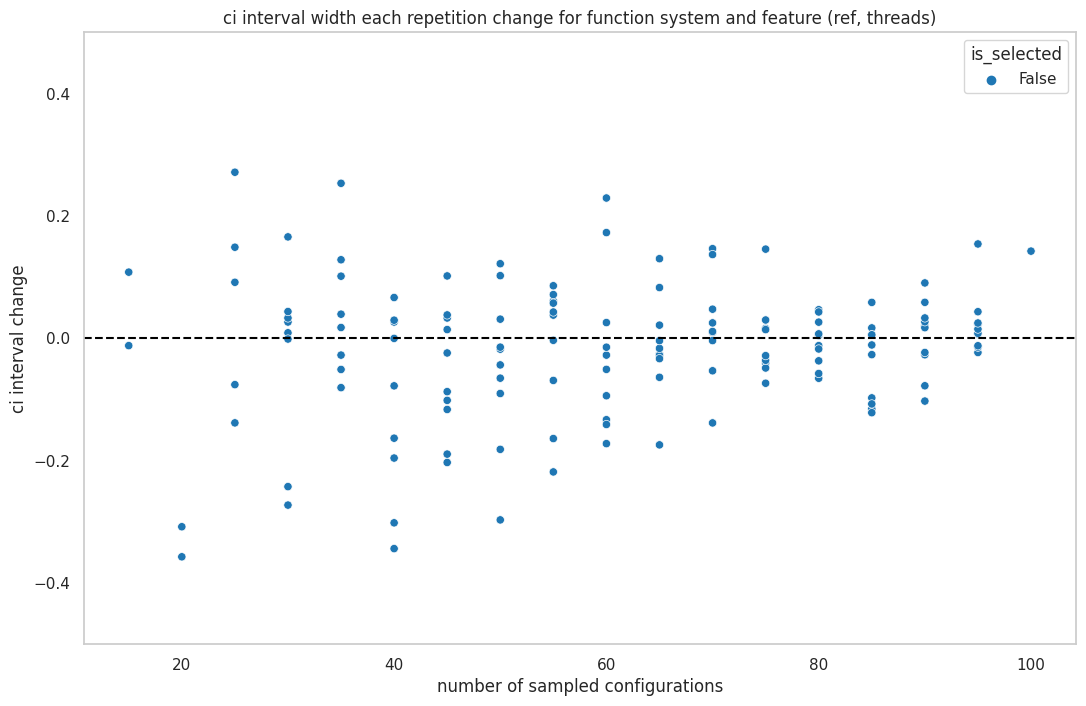 ci interval width each repetition change for function system and feature (ref, threads)
is_selected
False
ci interval change
0.4
0.2
0.0
−0.2
−0.4
20 40 60 80 100
number of sampled configurations